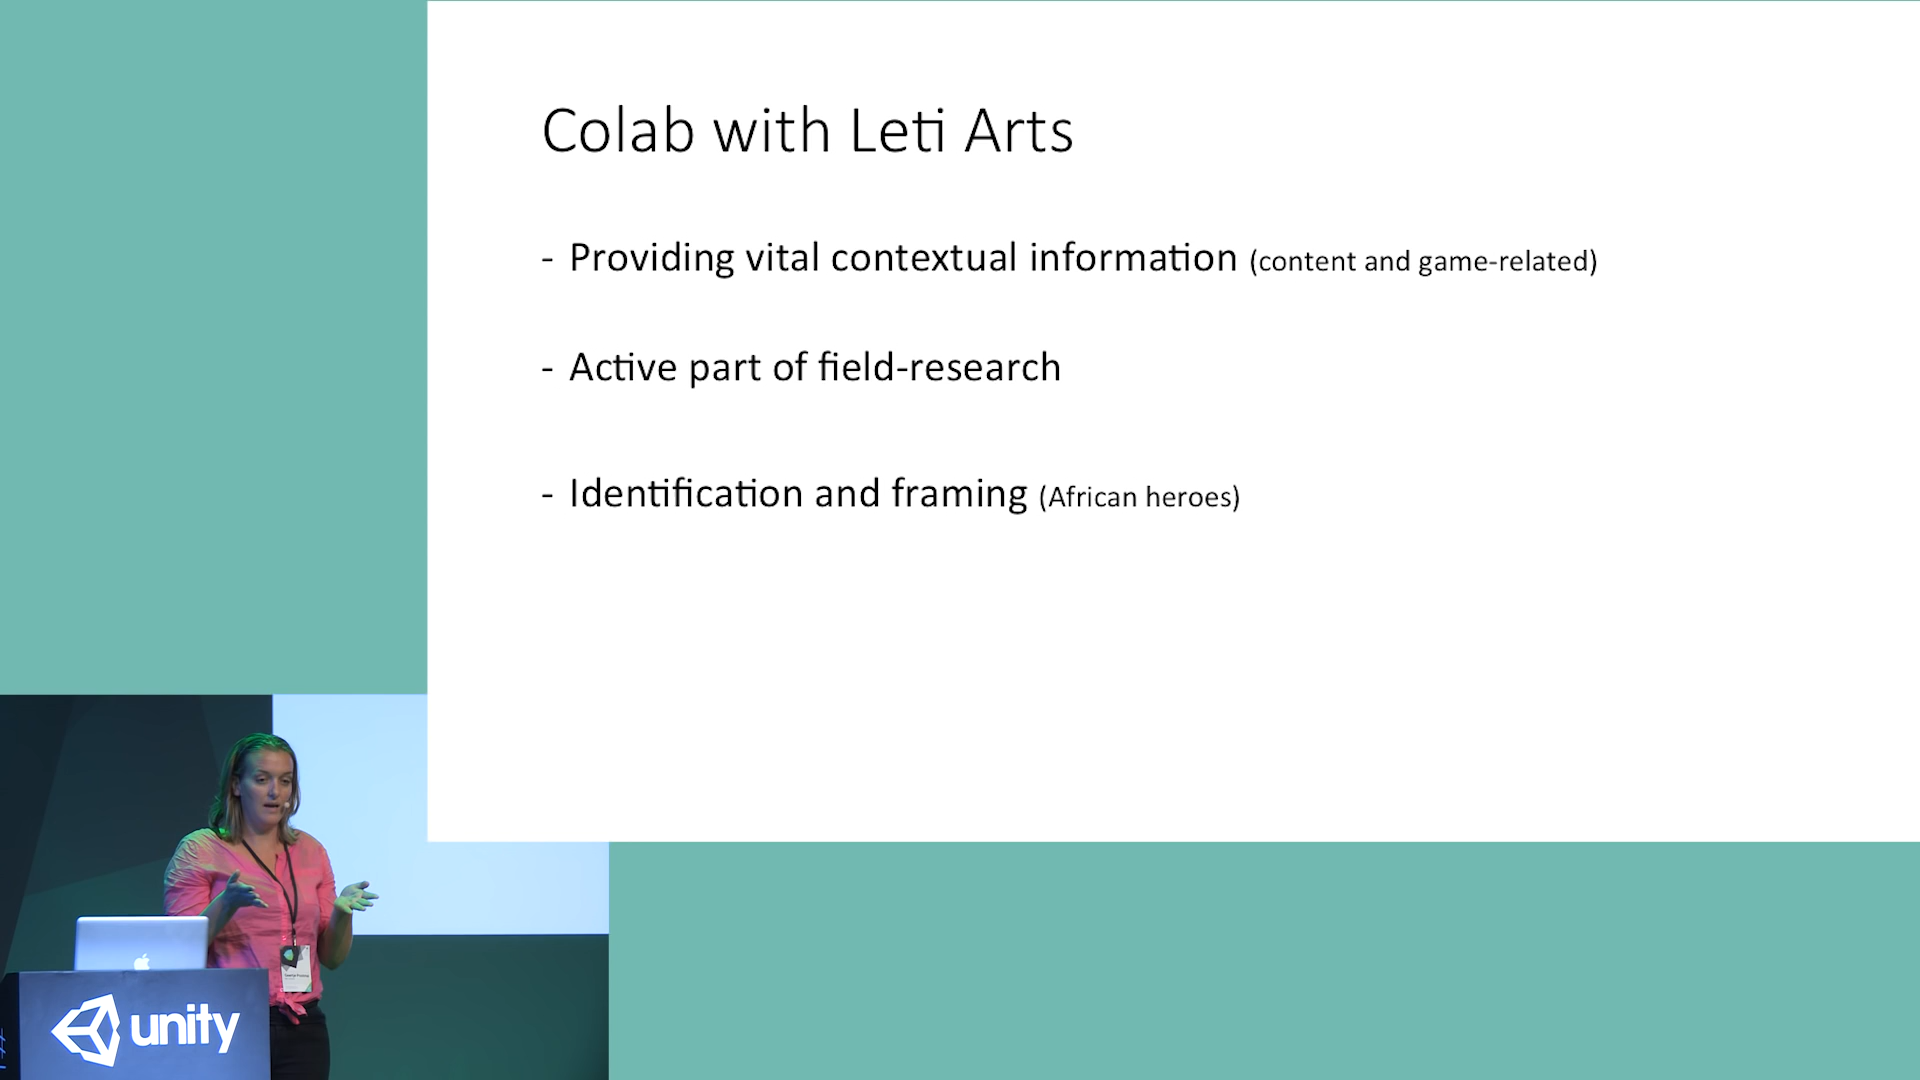 Colab with Leti Arts
- Providing vital contextual information (content and game-related)
- Active part of field-research
- Identification and framing (African heroes)
unity